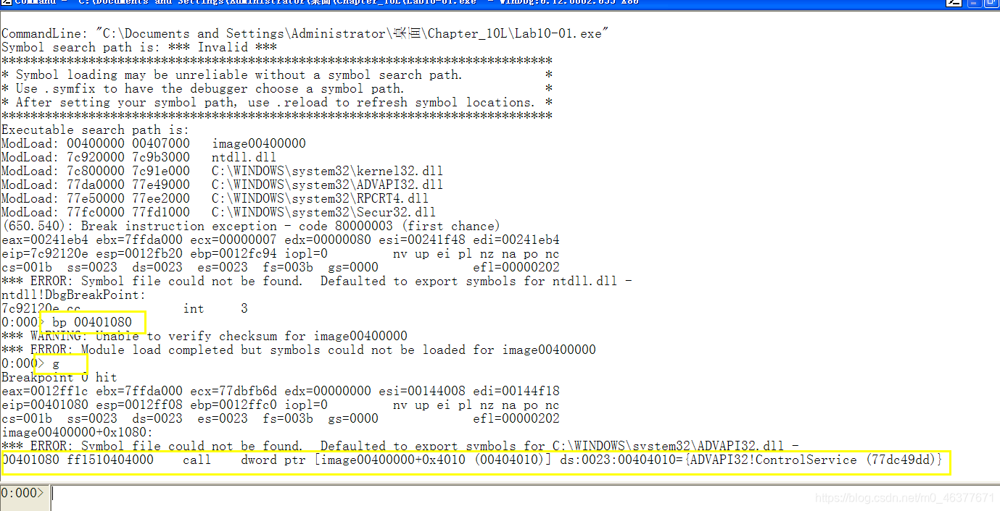 Command - "C:\Documents and Settings\Administrator\桌面\Chapter_10L\Lab10-01.exe" - WinDbg:6.12.0002.633 X86
CommandLine: "C:\Documents and Settings\Administrator\桌面\Chapter_10L\Lab10-01.exe"
Symbol search path is: *** Invalid ***
****************************************************************************
* Symbol loading may be unreliable without a symbol search path.           *
* Use .symfix to have the debugger choose a symbol path.                   *
* After setting your symbol path, use .reload to refresh symbol locations. *
****************************************************************************
Executable search path is:
ModLoad: 00400000 00407000   image00400000
ModLoad: 7c920000 7c9b3000   ntdll.dll
ModLoad: 7c800000 7c91e000   C:\WINDOWS\system32\kernel32.dll
ModLoad: 77da0000 77e49000   C:\WINDOWS\system32\ADVAPI32.dll
ModLoad: 77e50000 77ee2000   C:\WINDOWS\system32\RPCRT4.dll
ModLoad: 77fc0000 77fd1000   C:\WINDOWS\system32\Secur32.dll
(650.540): Break instruction exception - code 80000003 (first chance)
eax=00241eb4 ebx=7ffda000 ecx=00000007 edx=00000080 esi=00241f48 edi=00241eb4
eip=7c92120e esp=0012fb20 ebp=0012fc94 iopl=0         nv up ei pl nz na po nc
cs=001b  ss=0023  ds=0023  es=0023  fs=003b  gs=0000             efl=00000202
*** ERROR: Symbol file could not be found.  Defaulted to export symbols for ntdll.dll -
ntdll!DbgBreakPoint:
7c92120e cc              int     3
0:000> bp 00401080
*** WARNING: Unable to verify checksum for image00400000
*** ERROR: Module load completed but symbols could not be loaded for image00400000
0:000> g
Breakpoint 0 hit
eax=0012ff1c ebx=7ffda000 ecx=77dbfb6d edx=00000000 esi=00144008 edi=00144f18
eip=00401080 esp=0012ff08 ebp=0012ffc0 iopl=0         nv up ei pl nz na po nc
cs=001b  ss=0023  ds=0023  es=0023  fs=003b  gs=0000             efl=00000202
image00400000+0x1080:
*** ERROR: Symbol file could not be found.  Defaulted to export symbols for C:\WINDOWS\system32\ADVAPI32.dll -
00401080 ff1510404000    call    dword ptr [image00400000+0x4010 (00404010)] ds:0023:00404010={ADVAPI32!ControlService (77dc49dd)}
0:000>
https://blog.csdn.net/m0_46377671